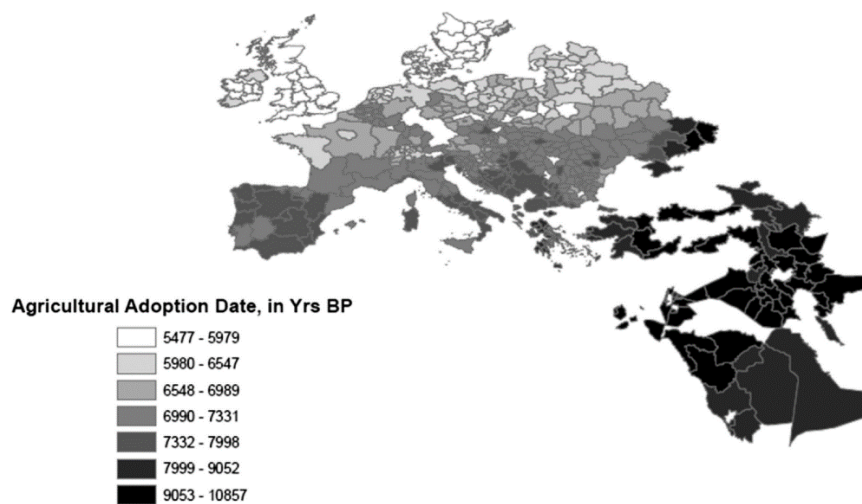 Agricultural Adoption Date, in Yrs BP
5477 - 5979
5980 - 6547
6548 - 6989
6990 - 7331
7332 - 7998
7999 - 9052
9053 - 10857